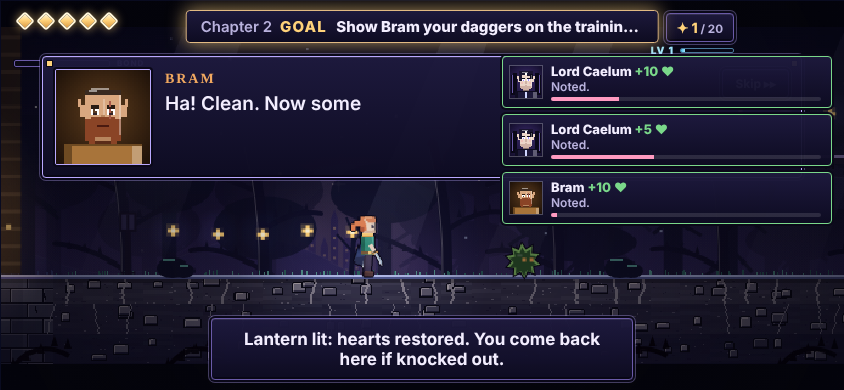 Chapter 2 GOAL Show Bram your daggers on the trainin...
1 / 20
LV 1
BRAM
Ha! Clean. Now some
Lord Caelum +10
Noted.
Skip
Lord Caelum +5
Noted.
Bram +10
Noted.
Lantern lit: hearts restored. You come back
here if knocked out.